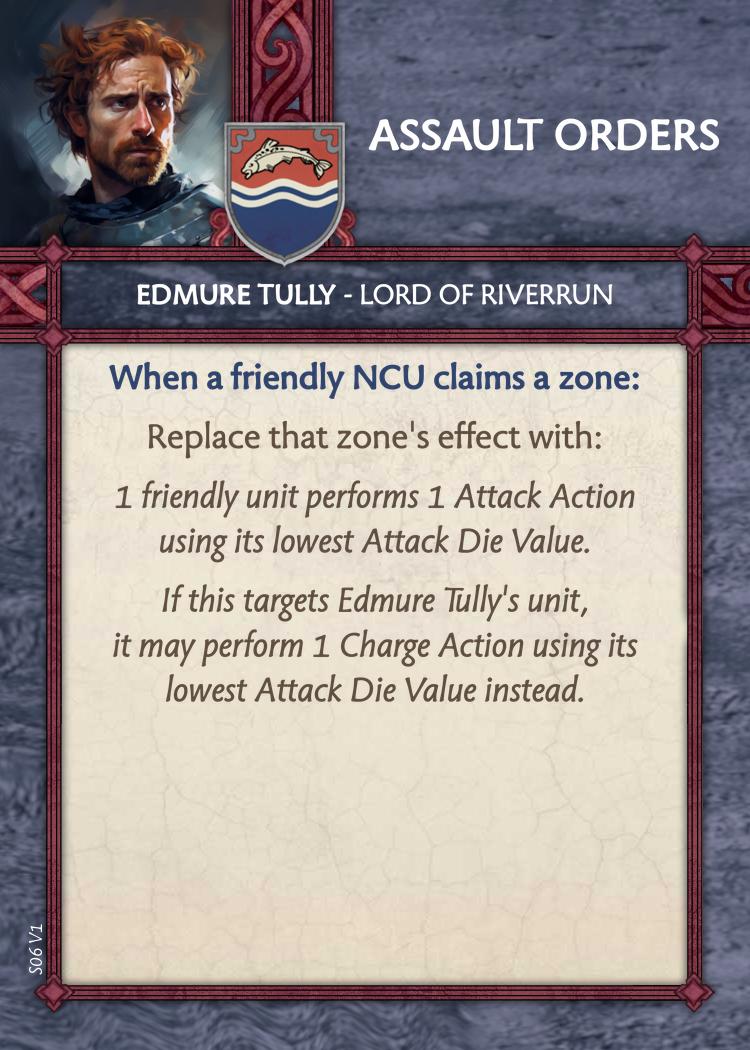 ASSAULT ORDERS
EDMURE TULLY - LORD OF RIVERRUN
When a friendly NCU claims a zone:
Replace that zone's effect with:
1 friendly unit performs 1 Attack Action
using its lowest Attack Die Value.
If this targets Edmure Tully's unit,
it may perform 1 Charge Action using its
lowest Attack Die Value instead.
S06 V1